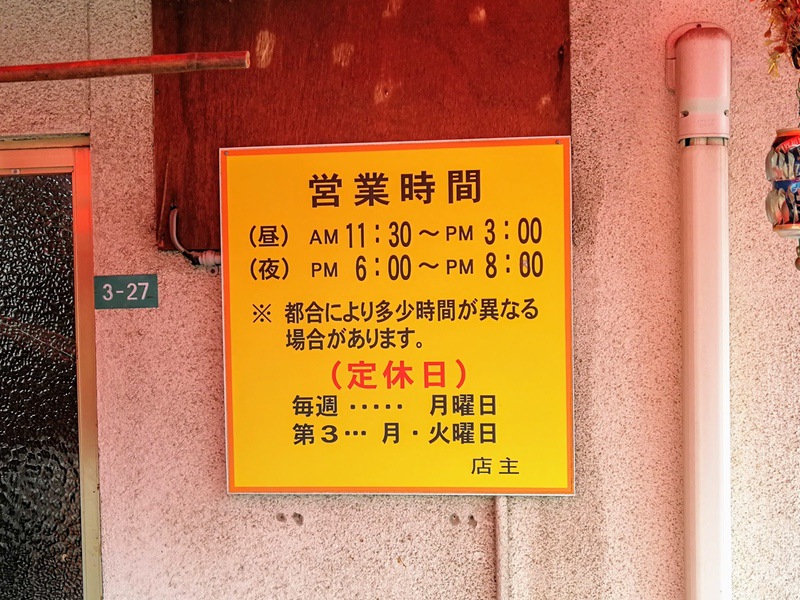 営業時間
(昼) AM 11:30～PM 3:00
(夜) PM 6:00～PM 8:00
※ 都合により多少時間が異なる
場合があります。
(定休日)
毎週 ····· 月曜日
第3··· 月・火曜日
店主
3-27